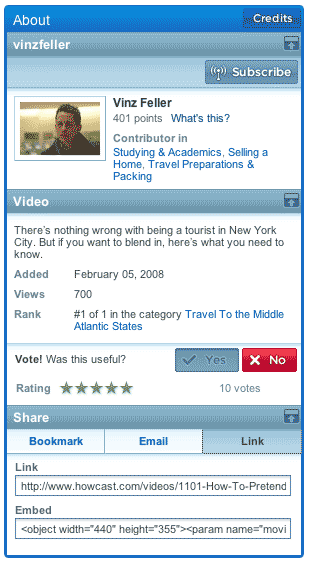 About
Credits
vinzfeller
Subscribe
Vinz Feller
401 points What's this?
Contributor in
Studying & Academics, Selling a
Home, Travel Preparations &
Packing
Video
There's nothing wrong with being a tourist in New York
City. But if you want to blend in, here's what you need to
know.
Added February 05, 2008
Views 700
Rank #1 of 1 in the category Travel To the Middle
Atlantic States
Vote! Was this useful?
Yes
No
Rating
10 votes
Share
Bookmark
Email
Link
Link
http://www.howcast.com/videos/1101-How-To-Pretend
Embed
<object width="440" height="355"><param name="movi